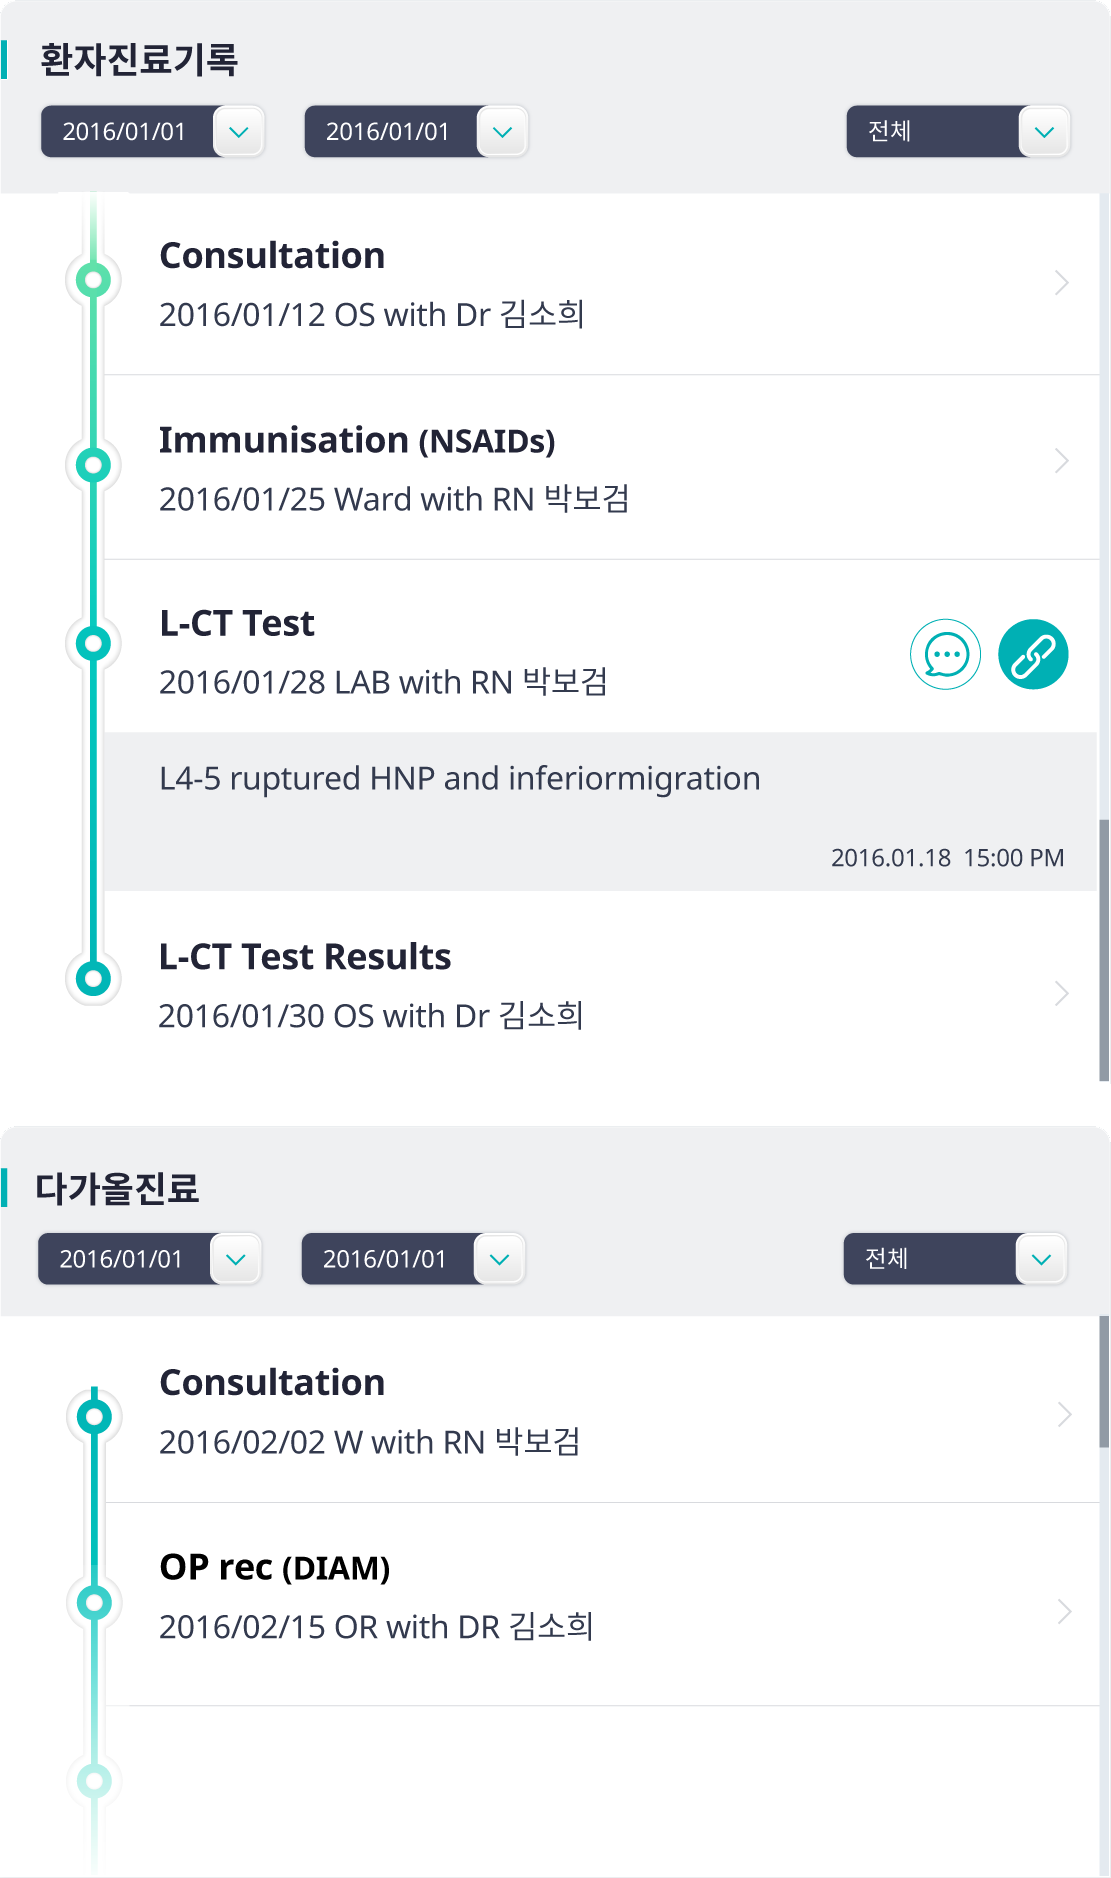 환자진료기록
2016/01/01 2016/01/01 전체
Consultation
2016/01/12 OS with Dr 김소희
Immunisation (NSAIDs)
2016/01/25 Ward with RN 박보검
L-CT Test
2016/01/28 LAB with RN 박보검
L4-5 ruptured HNP and inferiormigration
2016.01.18 15:00 PM
L-CT Test Results
2016/01/30 OS with Dr 김소희
다가올진료
2016/01/01 2016/01/01 전체
Consultation
2016/02/02 W with RN 박보검
OP rec (DIAM)
2016/02/15 OR with DR 김소희